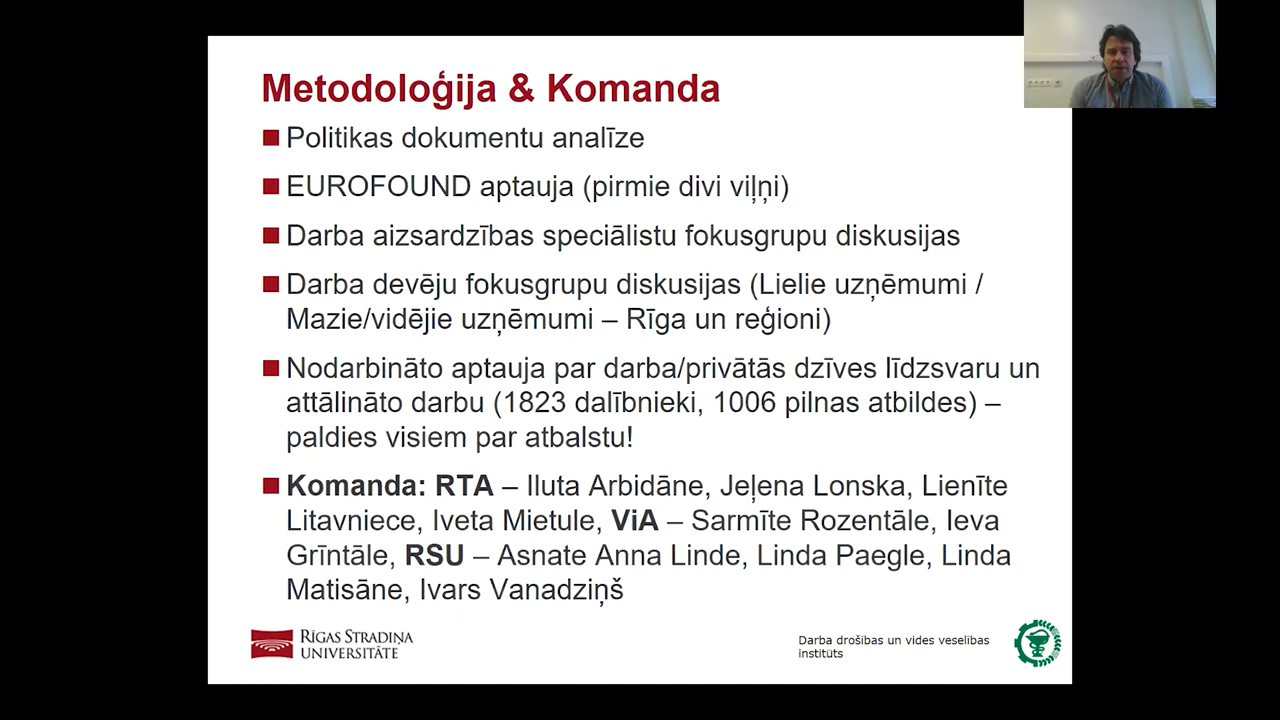 Metodoloģija & Komanda
Politikas dokumentu analīze
EUROFOUND aptauja (pirmie divi viļņi)
Darba aizsardzības speciālistu fokusgrupu diskusijas
Darba devēju fokusgrupu diskusijas (Lielie uzņēmumi /
Mazie/vidējie uzņēmumi – Rīga un reģioni)
Nodarbināto aptauja par darba/privātās dzīves līdzsvaru un
attālināto darbu (1823 dalībnieki, 1006 pilnas atbildes) –
paldies visiem par atbalstu!
Komanda: RTA – Iluta Arbidāne, Jeļena Lonska, Lienīte
Litavniece, Iveta Mietule, ViA – Sarmīte Rozentāle, Ieva
Grīntāle, RSU – Asnate Anna Linde, Linda Paegle, Linda
Matisāne, Ivars Vanadziņš
RĪGAS STRADIŅA
UNIVERSITĀTE
Darba drošības un vides veselības
institūts